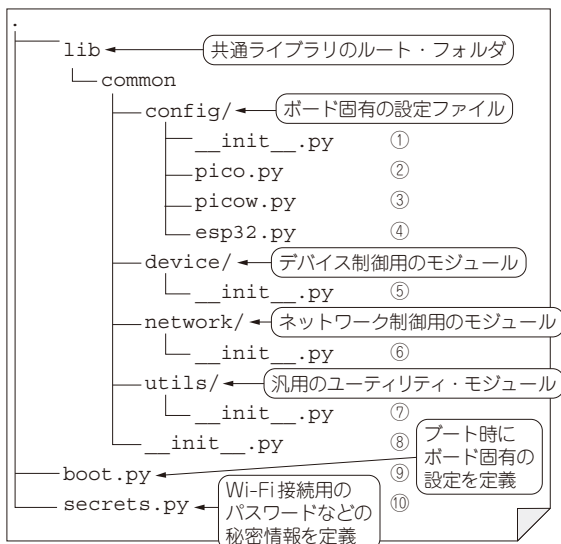 .
lib 共通ライブラリのルート・フォルダ
common
config/ ボード固有の設定ファイル
__init__.py ①
pico.py ②
picow.py ③
esp32.py ④
device/ デバイス制御用のモジュール
__init__.py ⑤
network/ ネットワーク制御用のモジュール
__init__.py ⑥
utils/ 汎用のユーティリティ・モジュール
__init__.py ⑦
__init__.py ⑧
boot.py ⑨
ブート時に
ボード固有の
設定を定義
secrets.py ⑩
Wi-Fi接続用の
パスワードなどの
秘密情報を定義